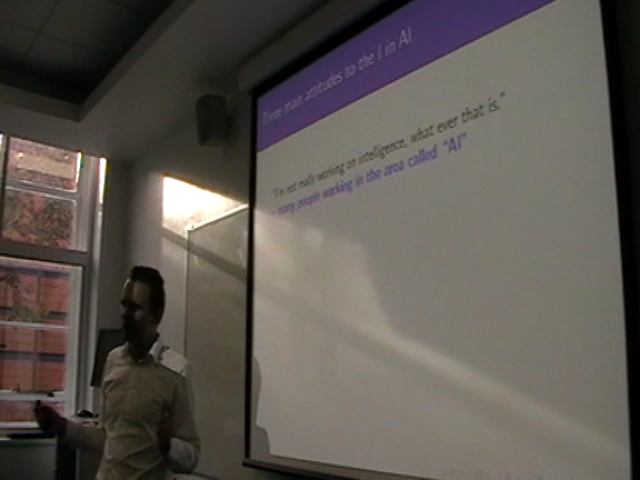 Three main attitudes to the I in AI
"I'm not really working on intelligence, what ever that is."
many people working in the area called "AI"